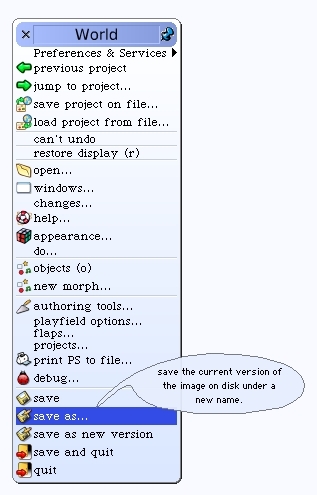 World
Preferences & Services
previous project
jump to project...
save project on file...
load project from file...
can't undo
restore display (r)
open...
windows...
changes...
help...
appearance...
do...
objects (o)
new morph...
authoring tools...
playfield options...
flaps...
projects...
print PS to file...
debug...
save
save as...
save as new version
save and quit
quit
save the current version of
the image on disk under a
new name.